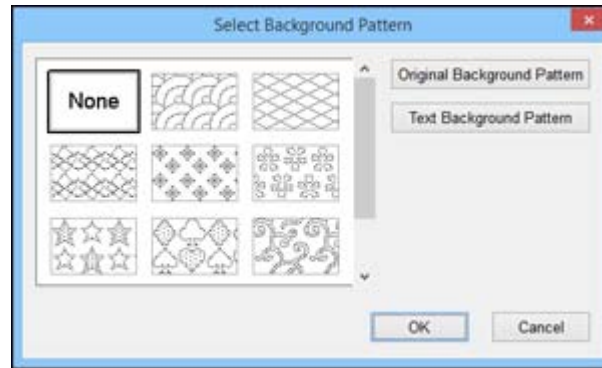 Select Background Pattern
None
Original Background Pattern
Text Background Pattern
OK
Cancel